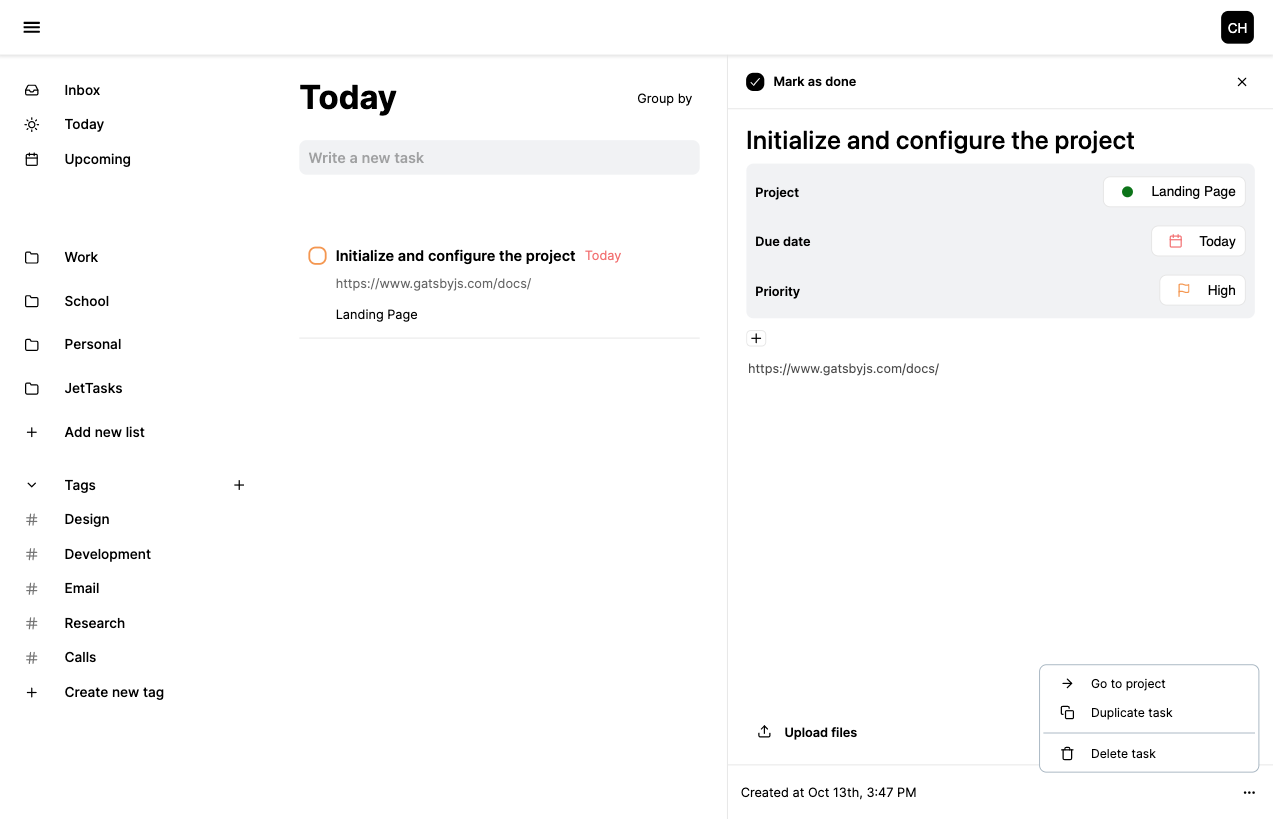 CH
Inbox
Today
Upcoming
Work
School
Personal
JetTasks
Add new list
Tags
Design
Development
Email
Research
Calls
Create new tag
Today
Group by
Write a new task
Initialize and configure the project Today
https://www.gatsbyjs.com/docs/
Landing Page
Mark as done
Initialize and configure the project
Project Landing Page
Due date Today
Priority High
https://www.gatsbyjs.com/docs/
Upload files
Go to project
Duplicate task
Delete task
Created at Oct 13th, 3:47 PM